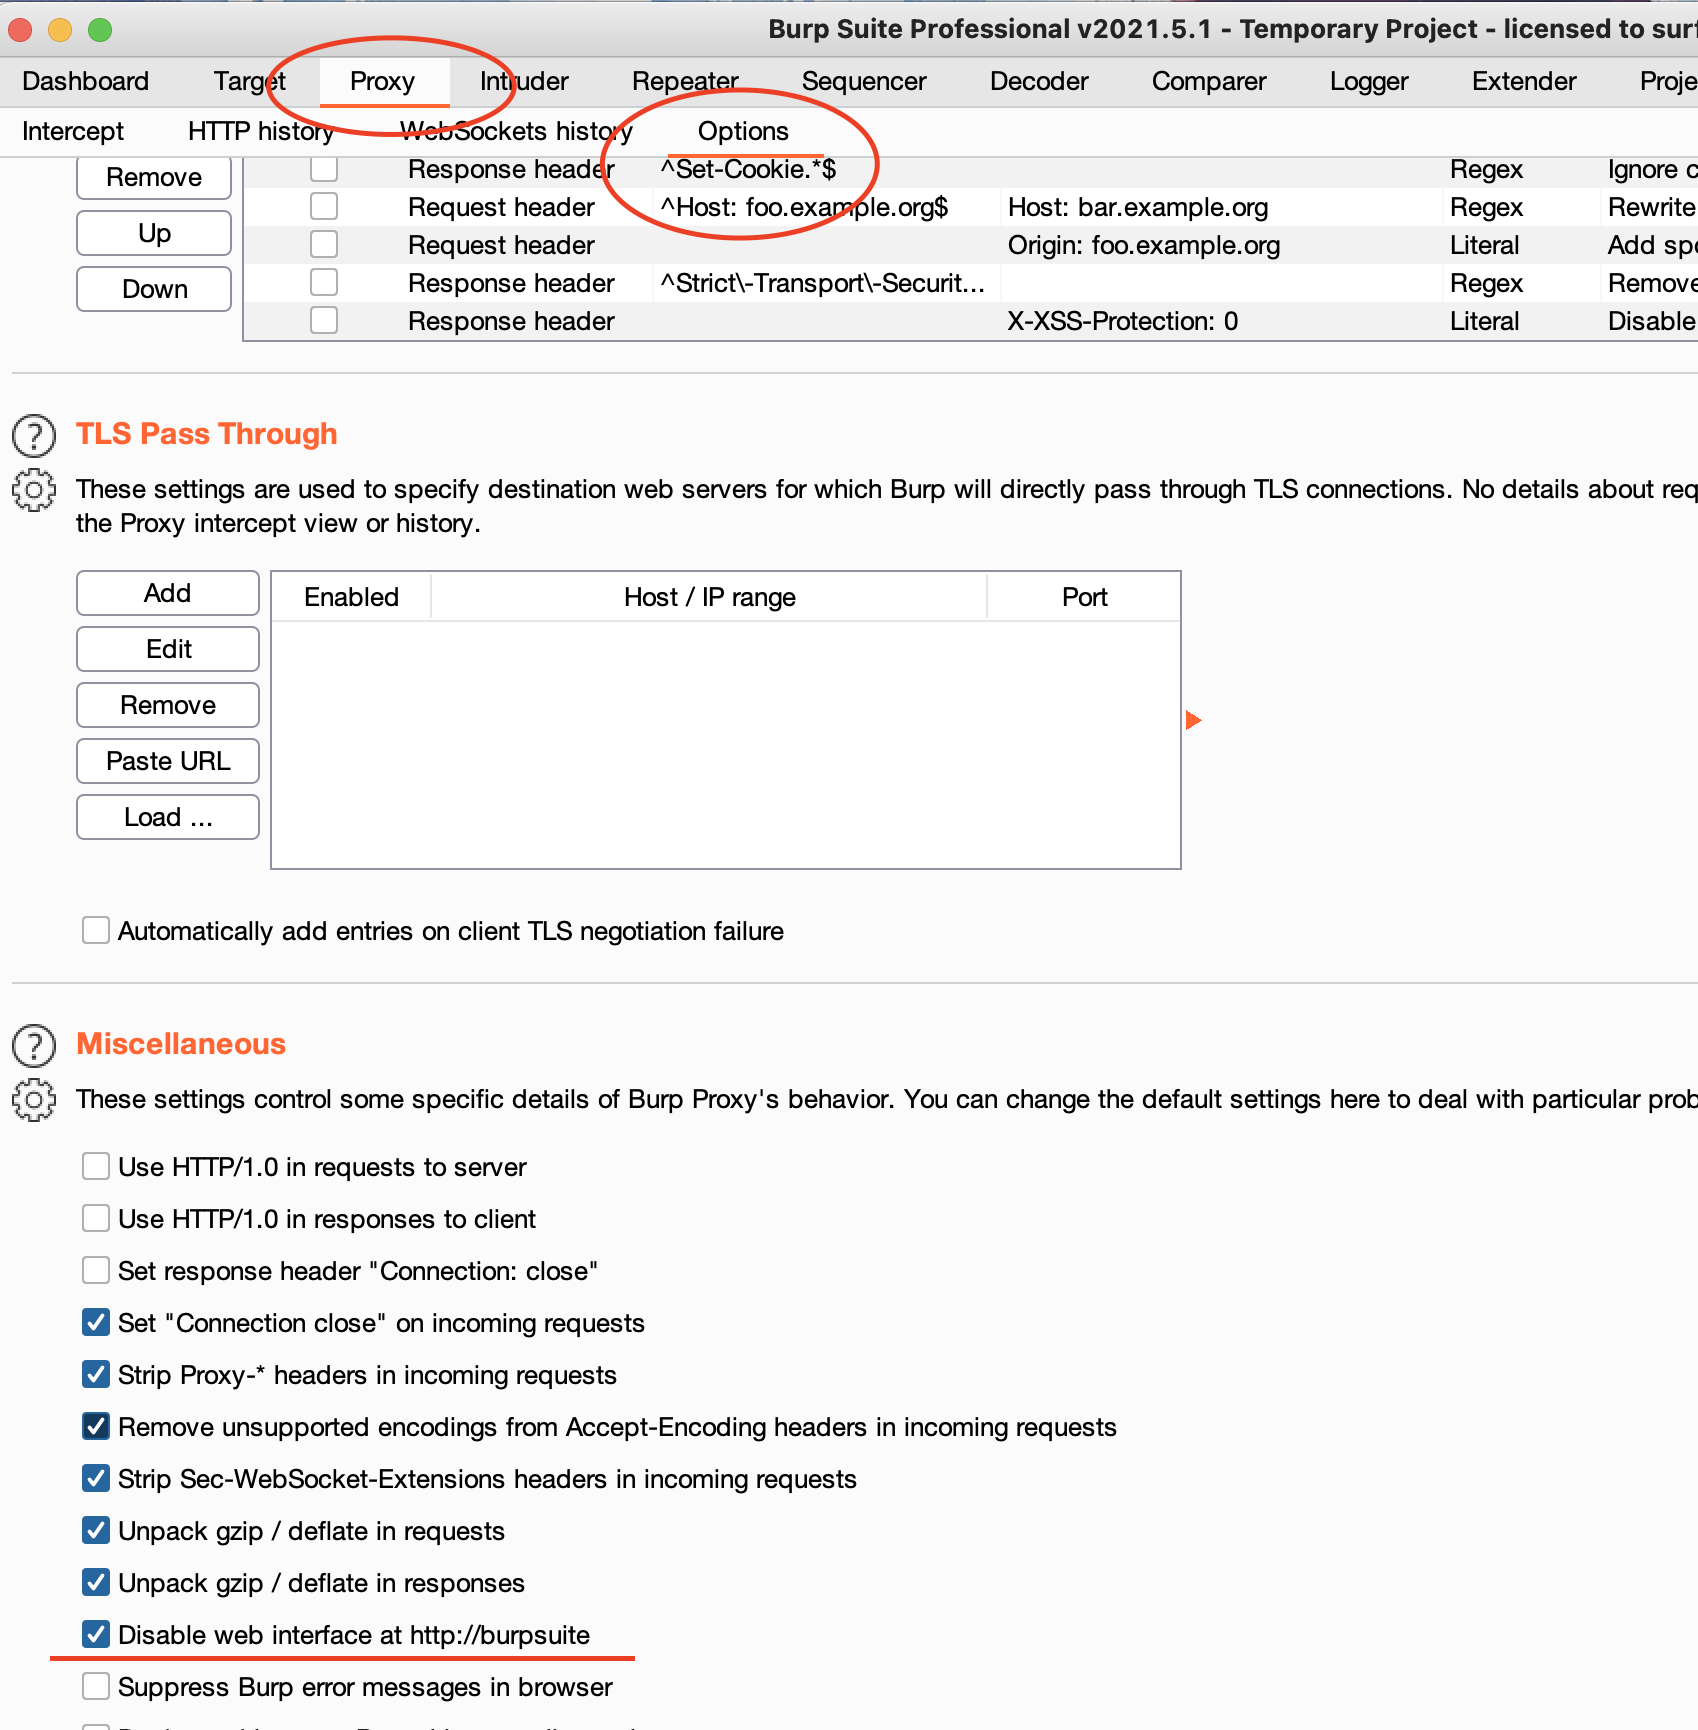 Burp Suite Professional v2021.5.1 - Temporary Project - licensed to
Dashboard Target Proxy Intruder Repeater Sequencer Decoder Comparer Logger Extender
Intercept HTTP history WebSockets history Options
Remove Response header ^Set-Cookie.*$ Regex Ignore
Request header ^Host: foo.example.org$ Host: bar.example.org Regex Rewrite
Up
Request header Origin: foo.example.org Literal Add
Down Response header ^Strict\-Transport\-Securit... Regex Remove
Response header X-XSS-Protection: 0 Literal Disable
TLS Pass Through
These settings are used to specify destination web servers for which Burp will directly pass through TLS connections. No details about
the Proxy intercept view or history.
Add
Enabled Host / IP range Port
Edit
Remove
Paste URL
Load ...
Automatically add entries on client TLS negotiation failure
Miscellaneous
These settings control some specific details of Burp Proxy's behavior. You can change the default settings here to deal with particular
Use HTTP/1.0 in requests to server
Use HTTP/1.0 in responses to client
Set response header "Connection: close"
Set "Connection close" on incoming requests
Strip Proxy-* headers in incoming requests
Remove unsupported encodings from Accept-Encoding headers in incoming requests
Strip Sec-WebSocket-Extensions headers in incoming requests
Unpack gzip / deflate in requests
Unpack gzip / deflate in responses
Disable web interface at http://burpsuite
Suppress Burp error messages in browser